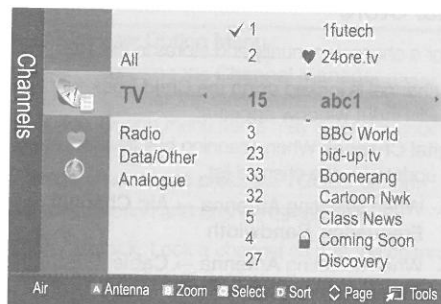 Channels
✓ 1 1futech
All 2 ♥ 24ore.tv
TV 15 abc1
Radio 3 BBC World
Data/Other 23 bid-up.tv
Analogue 33 Boonerang
32 Cartoon Nwk
5 Class News
4 Coming Soon
27 Discovery
Air A Antenna B Zoom C Select D Sort Page Tools